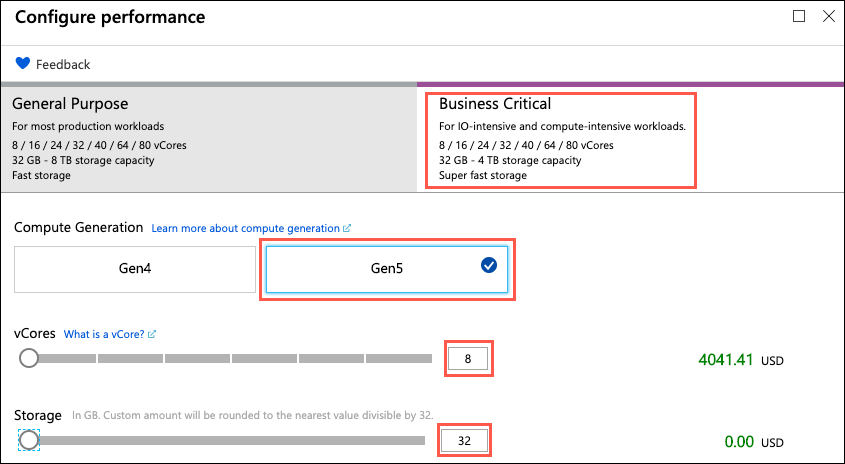 Configure performance
Feedback
General Purpose
For most production workloads
8 / 16 / 24 / 32 / 40 / 64 / 80 vCores
32 GB - 8 TB storage capacity
Fast storage
Business Critical
For IO-intensive and compute-intensive workloads.
8 / 16 / 24 / 32 / 40 / 64 / 80 vCores
32 GB - 4 TB storage capacity
Super fast storage
Compute Generation Learn more about compute generation
Gen4
Gen5
vCores What is a vCore?
8
4041.41 USD
Storage In GB. Custom amount will be rounded to the nearest value divisible by 32.
32
0.00 USD